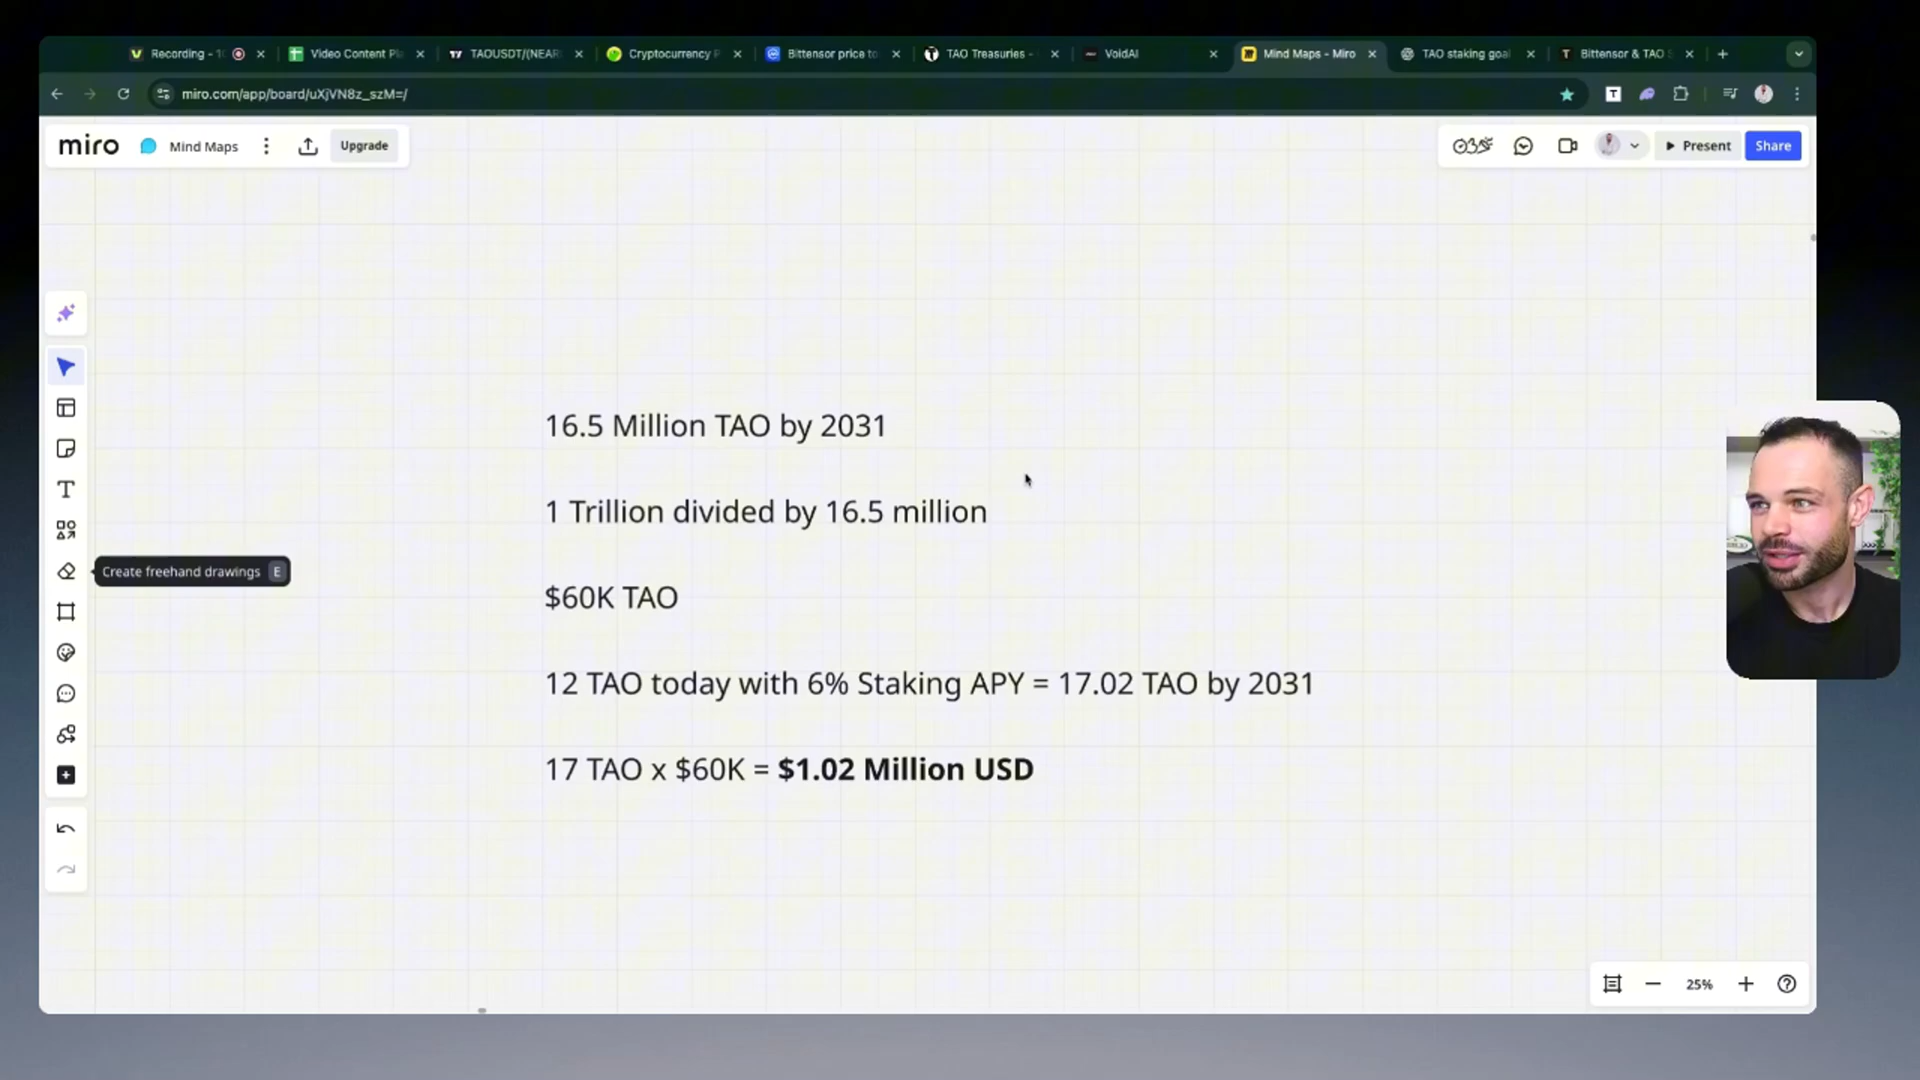 Recording - 10
Video Content Pla
TAOUSDT/(NEAR
Cryptocurrency P
Bittensor price to
TAO Treasuries -
VoidAI
Mind Maps - Miro
TAO staking goal
Bittensor & TAO S
miro.com/app/board/uXjVN8z_szM=/
miro
Mind Maps
Upgrade
Present
Share
16.5 Million TAO by 2031
1 Trillion divided by 16.5 million
Create freehand drawings E
$60K TAO
12 TAO today with 6% Staking APY = 17.02 TAO by 2031
17 TAO x $60K = $1.02 Million USD
25%